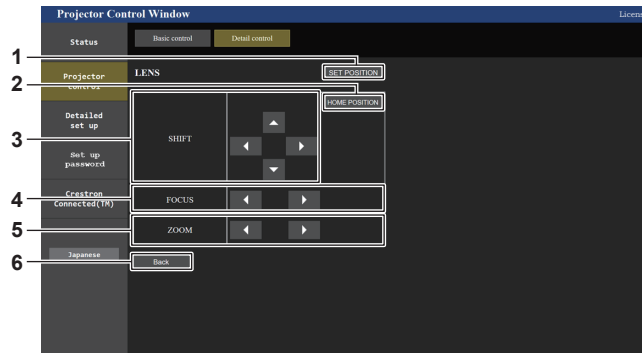 Projector Control Window
Licens
Status
Basic control
Detail control
1
LENS
SET POSITION
Projector
control
2
HOME POSITION
Detailed
set up
3
SHIFT
Set up
password
Crestron
Connected(TM)
4
FOCUS
5
ZOOM
Japanese
6
Back